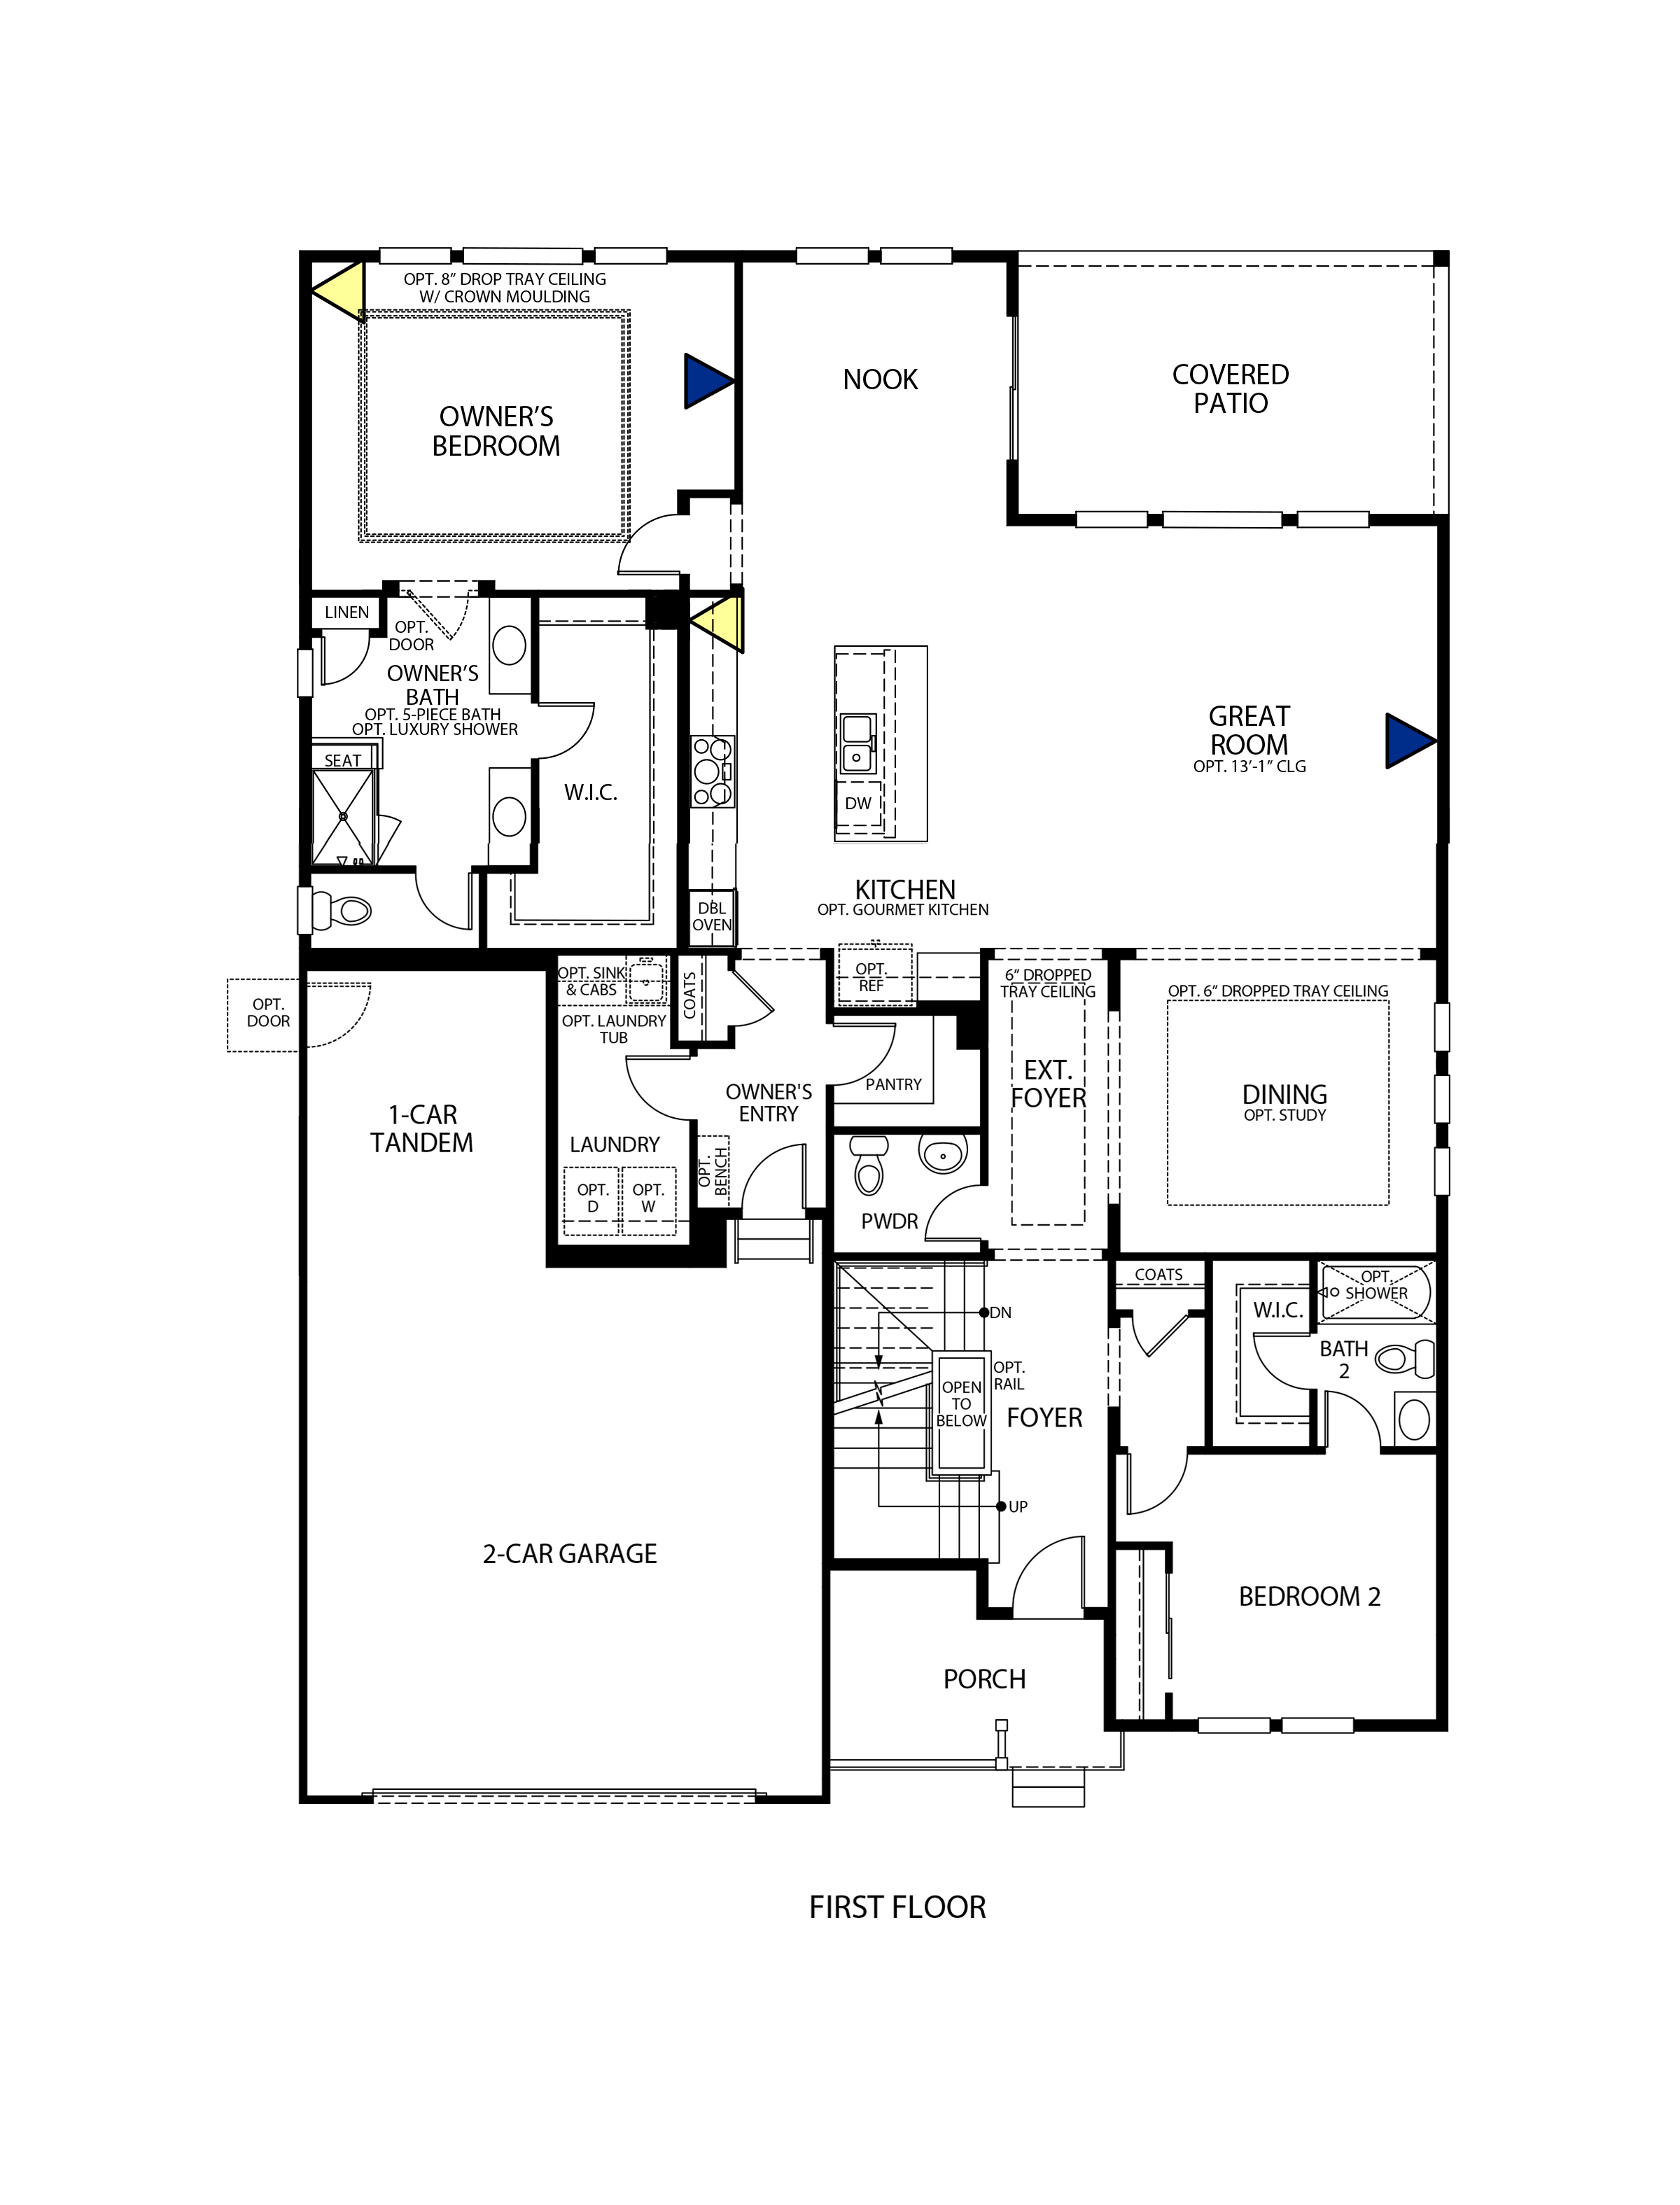 OPT. 8” DROP TRAY CEILING
W/ CROWN MOULDING
OWNER’S
BEDROOM
NOOK
COVERED
PATIO
LINEN
OPT.
DOOR
OWNER’S
BATH
OPT. 5-PIECE BATH
OPT. LUXURY SHOWER
SEAT
W.I.C.
DW
GREAT
ROOM
OPT. 13’-1” CLG
KITCHEN
OPT. GOURMET KITCHEN
DBL
OVEN
OPT.
DOOR
OPT. SINK
& CABS
OPT. LAUNDRY
TUB
COATS
OPT.
REF
6” DROPPED
TRAY CEILING
OPT. 6” DROPPED TRAY CEILING
1-CAR
TANDEM
OWNER'S
ENTRY
PANTRY
EXT.
FOYER
DINING
OPT. STUDY
LAUNDRY
OPT.
D
OPT.
W
OPT.
BENCH
PWDR
COATS
W.I.C.
OPT.
SHOWER
BATH
2
DN
OPT.
RAIL
OPEN
TO
BELOW
FOYER
UP
2-CAR GARAGE
BEDROOM 2
PORCH
FIRST FLOOR